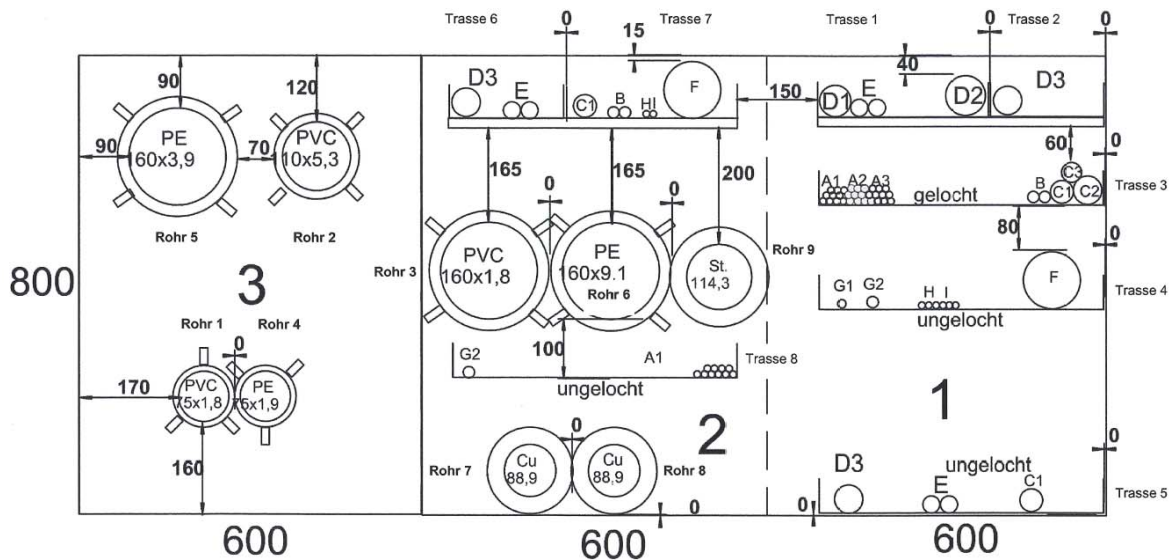 Trasse 6
0
Trasse 7
Trasse 1
0
Trasse 2
0
15
40
90
120
D3
E
C1
B
HI
F
150
D1
E
D2
D3
PE
160x3,9
PVC
110x5,3
90
70
165
165
200
60
0
A1
A2
A3
B
C3
C1
C2
Trasse 3
gelocht
0
0
Rohr 5
Rohr 2
800
3
Rohr 3
PVC
160x1,8
PE
160x9.1
Rohr 6
St.
114,3
Rohr 9
80
0
G1
G2
H
I
F
Trasse 4
ungelocht
Rohr 1
Rohr 4
0
100
G2
A1
Trasse 8
ungelocht
170
PVC
75x1,8
PE
75x1,9
2
1
0
160
Rohr 7
Cu
88,9
0
Cu
88,9
Rohr 8
D3
E
ungelocht
C1
Trasse 5
0
0
600
600
600